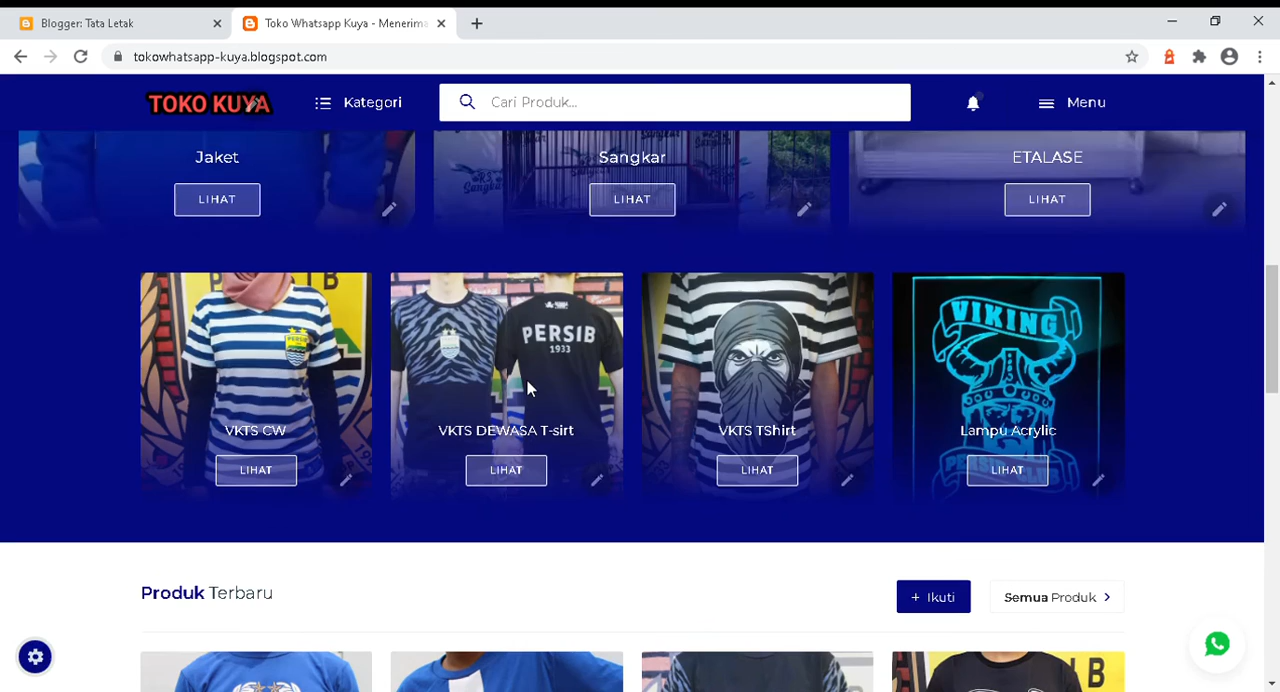 Blogger: Tata Letak
Toko Whatsapp Kuya - Menerima
tokowhatsapp-kuya.blogspot.com
TOKO KUYA
Kategori
Cari Produk...
Menu
Jaket
LIHAT
Sangkar
LIHAT
ETALASE
LIHAT
PERSIB
VKTS CW
LIHAT
PERSIB
1933
VKTS DEWASA T-sirt
LIHAT
VKTS TShirt
LIHAT
VIKING
Lampu Acrylic
LIHAT
Produk Terbaru
+ Ikuti
Semua Produk